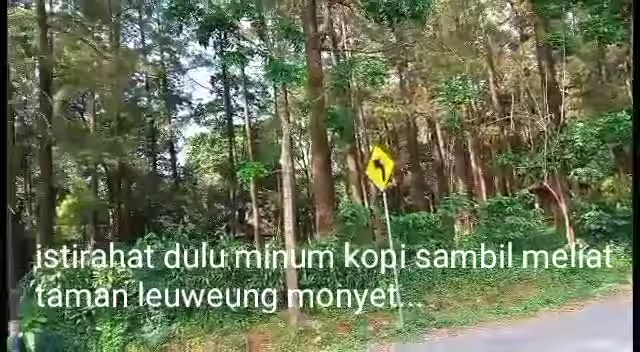 istirahat dulu minum kopi sambil meliat
taman leuweung monyet...